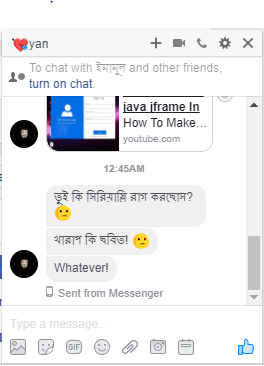 yan
To chat with ইমামুল and other friends,
turn on chat.
java jframe In
How To Make...
youtube.com
12:45AM
তুই কি সিরিয়াস্লি রাগ করছোস?
🙁
খারাপ কি ছবিতা! 🙁
Whatever!
Sent from Messenger
Type a message...
GIF